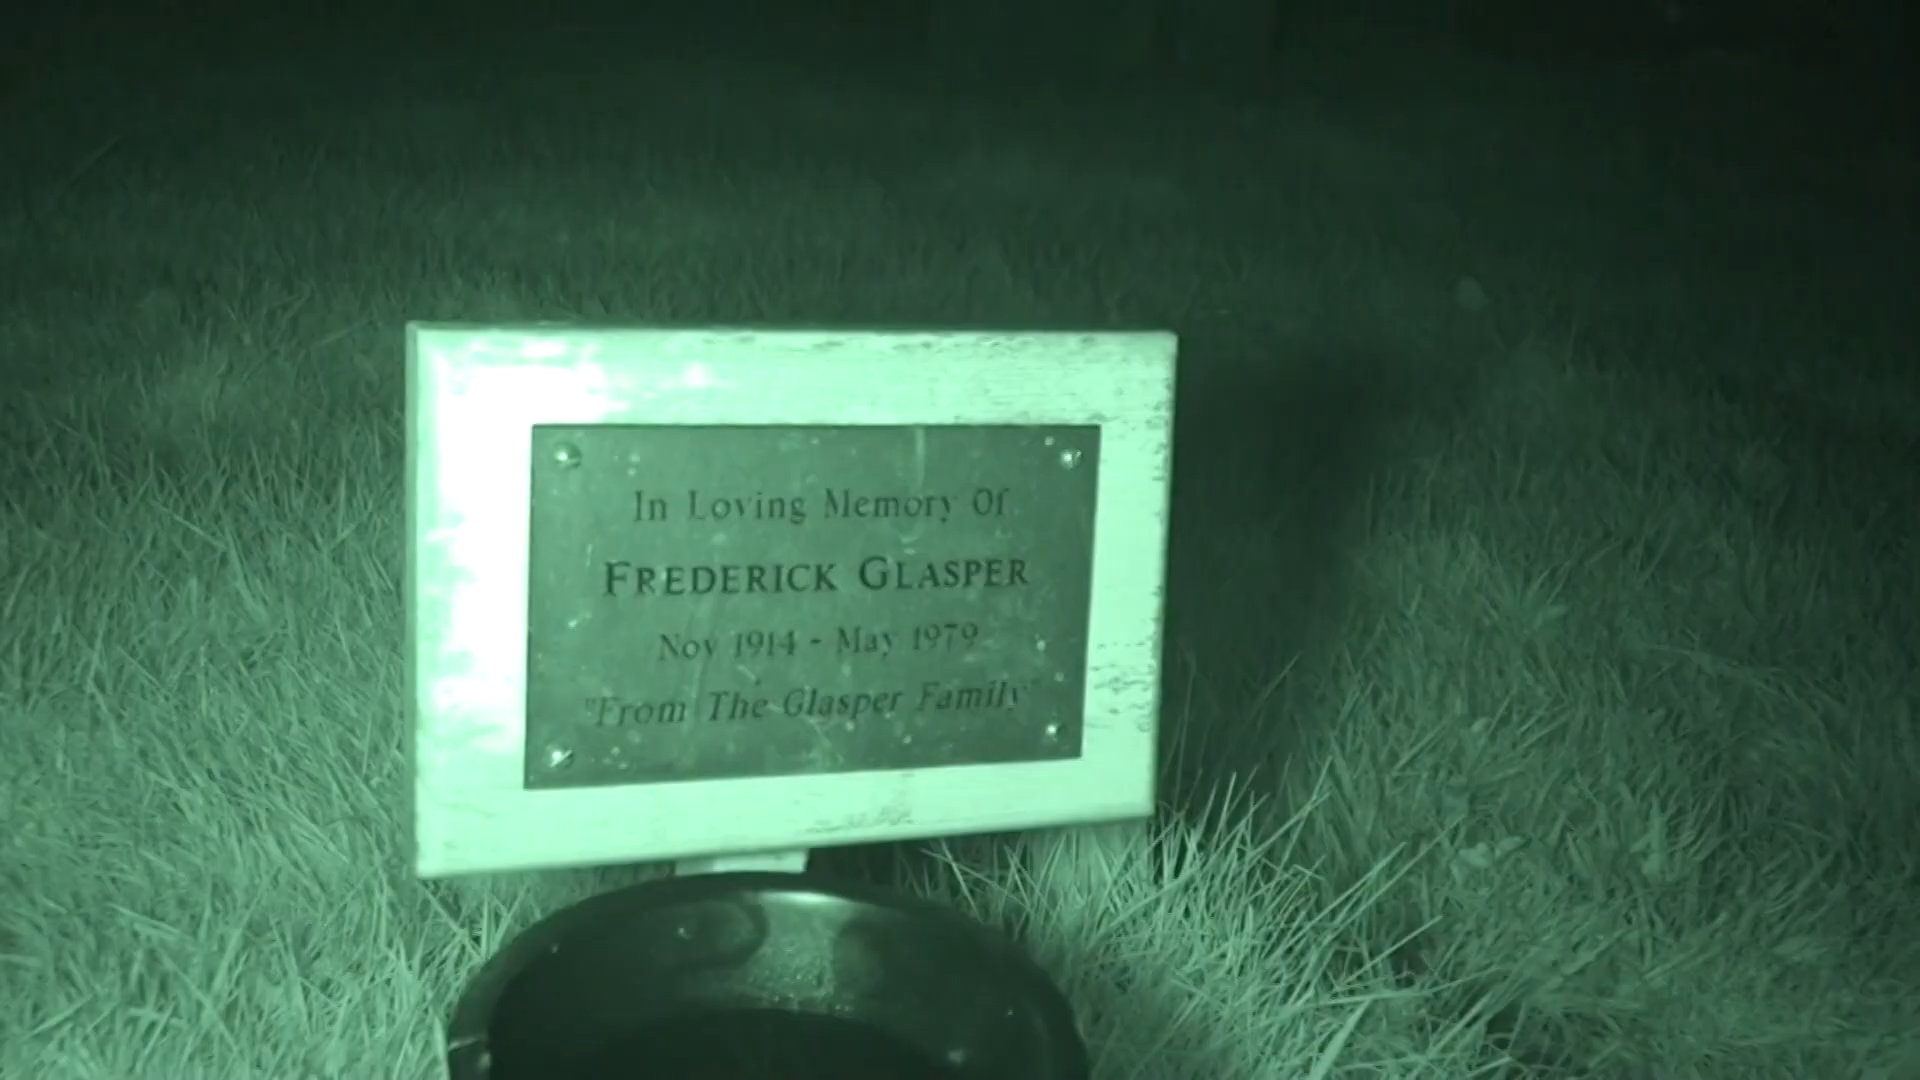 In Loving Memory Of
FREDERICK GLASPER
Nov 1914 - May 1979
"From The Glasper Family"